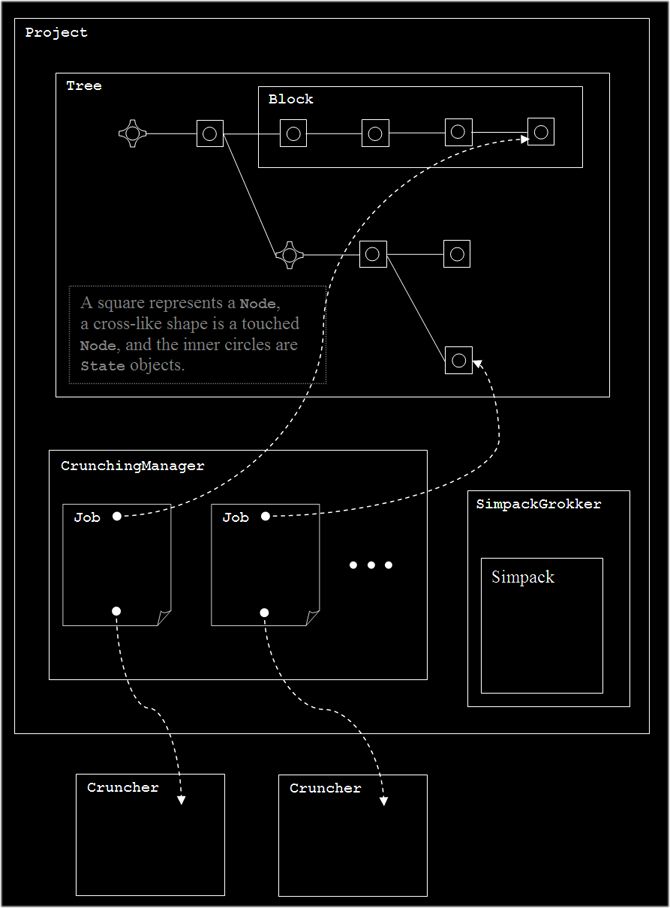 Project
Tree
Block
A square represents a Node,
a cross-like shape is a touched
Node, and the inner circles are
State objects.
CrunchingManager
Job
Job
SimpackGrokker
Simpack
Cruncher
Cruncher